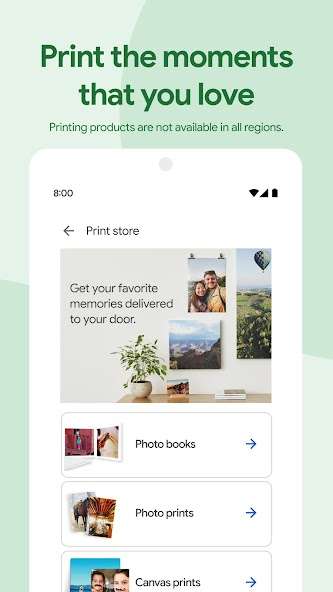 Print the moments
that you love
Printing products are not available in all regions.
8:00
Print store
Get your favorite
memories delivered
to your door.
Photo books
Photo prints
Canvas prints